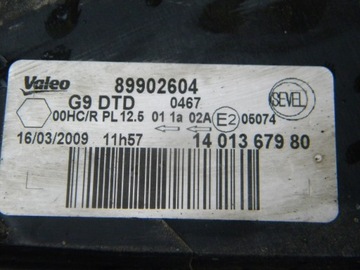 Valeo 89902604
SEVEL
G9 DTD 0467
00HC/R PL 12.5 01 1a 02A E2 05074
16/03/2009 11h57 14 013 679 80
L